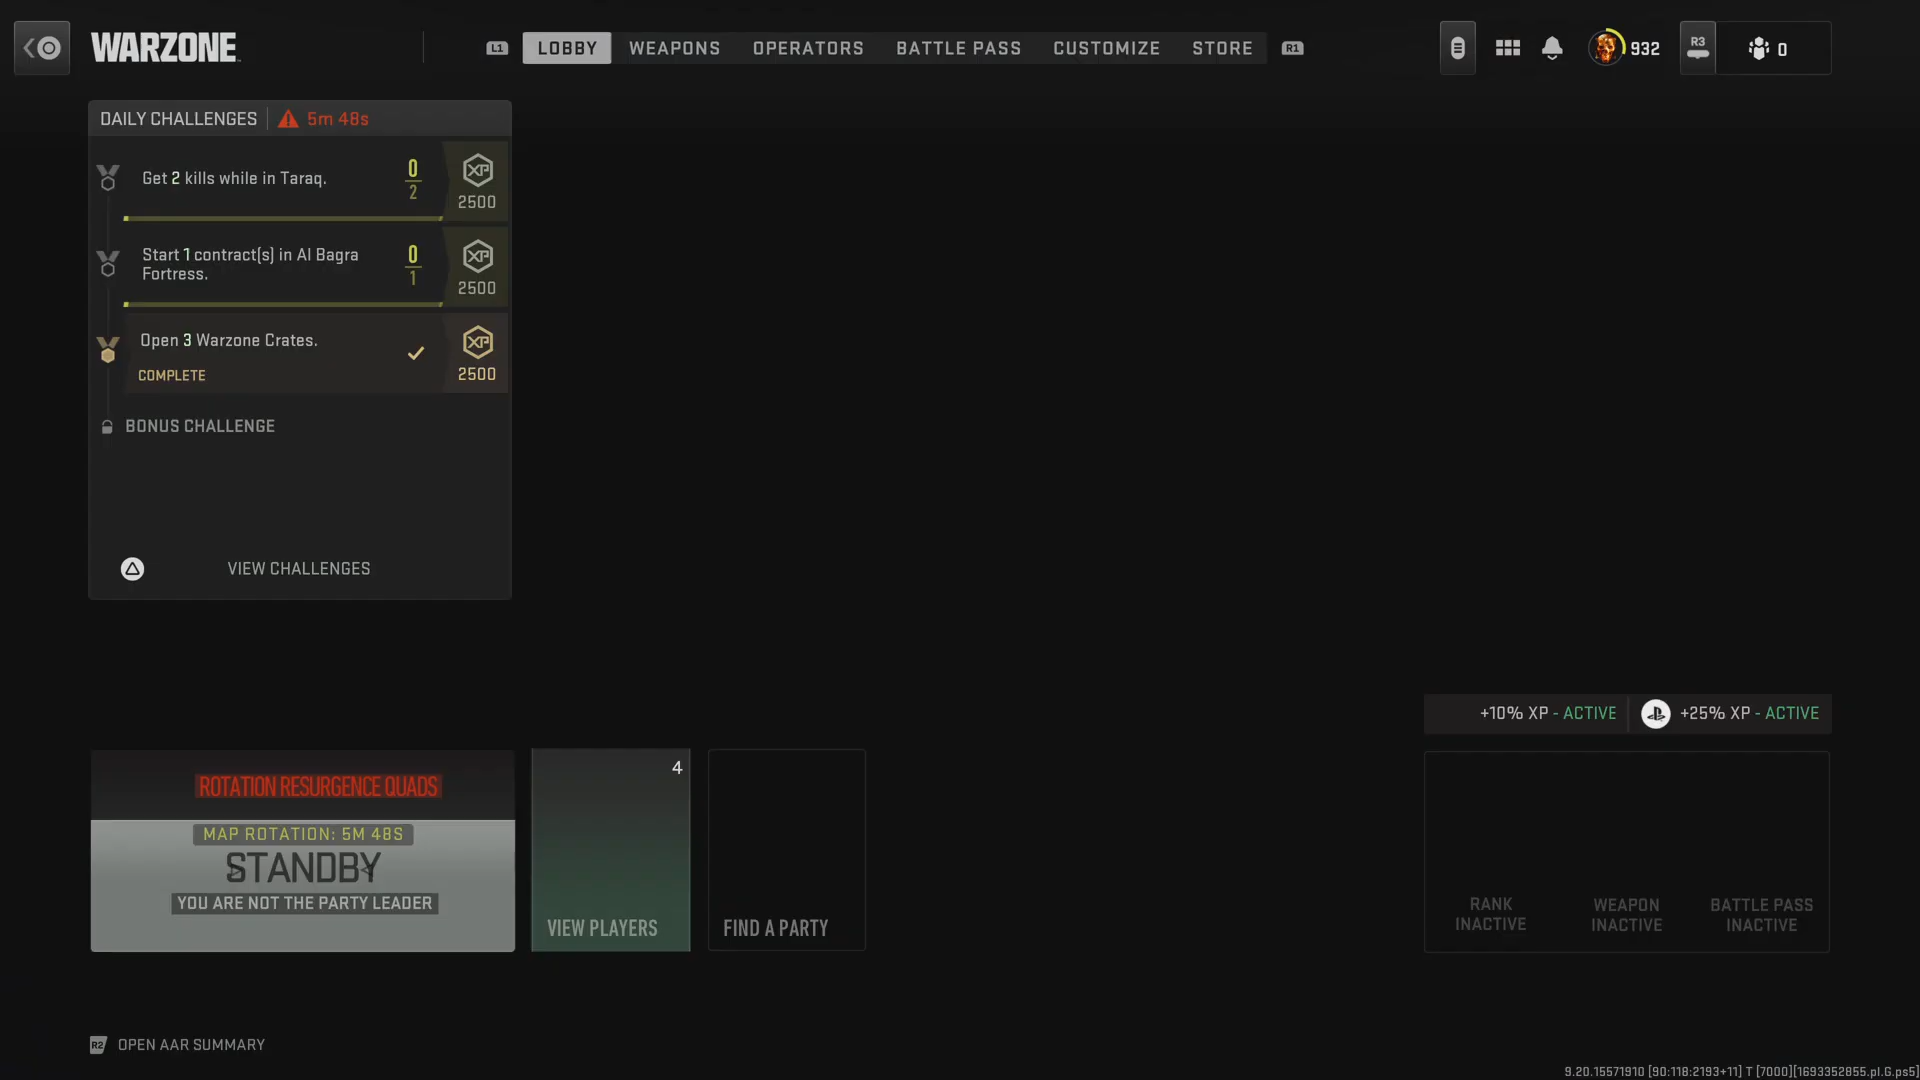 WARZONE
L1 LOBBY WEAPONS OPERATORS BATTLE PASS CUSTOMIZE STORE R1
932
R3
0
DAILY CHALLENGES 5m 48s
Get 2 kills while in Taraq.
0
2
XP
2500
Start 1 contract(s) in Al Bagra
Fortress.
0
1
XP
2500
Open 3 Warzone Crates.
COMPLETE
XP
2500
BONUS CHALLENGE
VIEW CHALLENGES
+10% XP - ACTIVE
+25% XP - ACTIVE
ROTATION RESURGENCE QUADS
MAP ROTATION: 5M 48S
STANDBY
YOU ARE NOT THE PARTY LEADER
4
VIEW PLAYERS
FIND A PARTY
RANK
INACTIVE
WEAPON
INACTIVE
BATTLE PASS
INACTIVE
R2 OPEN AAR SUMMARY
9.20.15571910 [90:118:2193+11] T [7000][1693352855.pl.G.ps5]